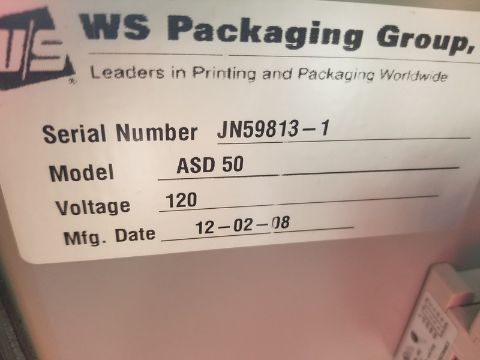 WS
WS Packaging Group,
Leaders in Printing and Packaging Worldwide
Serial Number JN59813-1
Model ASD 50
Voltage 120
Mfg. Date 12-02-08